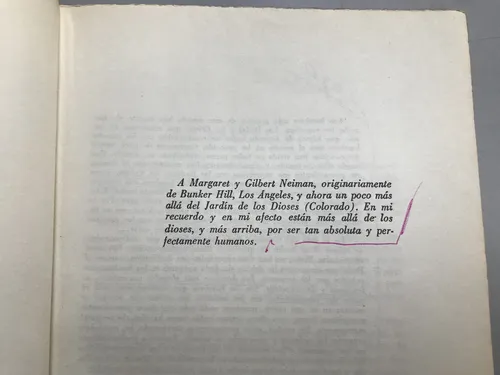 A Margaret y Gilbert Neiman, originariamente
de Bunker Hill, Los Ángeles, y ahora un poco más
allá del Jardín de los Dioses (Colorado). En mi
recuerdo y en mi afecto están más allá de los
dioses, y más arriba, por ser tan absoluta y per-
fectamente humanos.